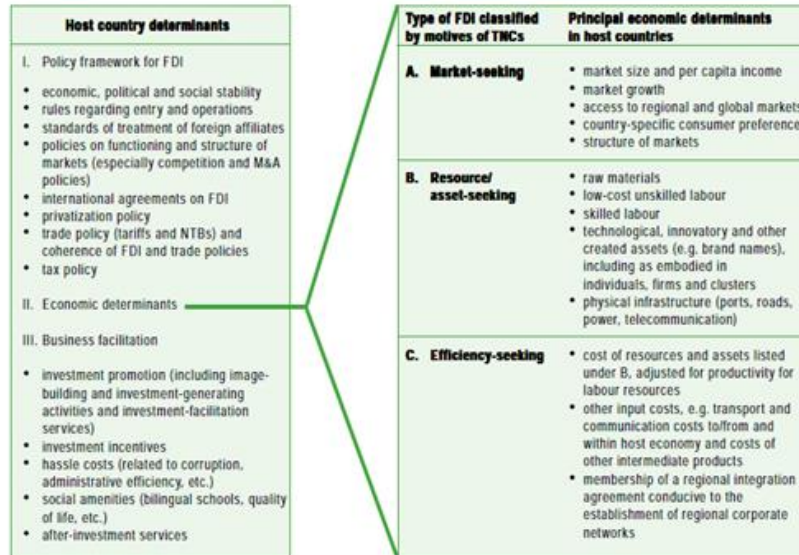 Host country determinants
I. Policy framework for FDI
• economic, political and social stability
• rules regarding entry and operations
• standards of treatment of foreign affiliates
• policies on functioning and structure of
markets (especially competition and M&A
policies)
• international agreements on FDI
• privatization policy
• trade policy (tariffs and NTBs) and
coherence of FDI and trade policies
• tax policy
II. Economic determinants
III. Business facilitation
• investment promotion (including image-
building and investment-generating
activities and investment-facilitation
services)
• investment incentives
• hassle costs (related to corruption,
administrative efficiency, etc.)
• social amenities (bilingual schools, quality
of life, etc.)
• after-investment services
Type of FDI classified
by motives of TNCs
Principal economic determinants
in host countries
A. Market-seeking
• market size and per capita income
• market growth
• access to regional and global markets
• country-specific consumer preference
• structure of markets
B. Resource/
asset-seeking
• raw materials
• low-cost unskilled labour
• skilled labour
• technological, innovatory and other
created assets (e.g. brand names),
including as embodied in
individuals, firms and clusters
• physical infrastructure (ports, roads,
power, telecommunication)
C. Efficiency-seeking
• cost of resources and assets listed
under B, adjusted for productivity for
labour resources
• other input costs, e.g. transport and
communication costs to/from and
within host economy and costs of
other intermediate products
• membership of a regional integration
agreement conducive to the
establishment of regional corporate
networks